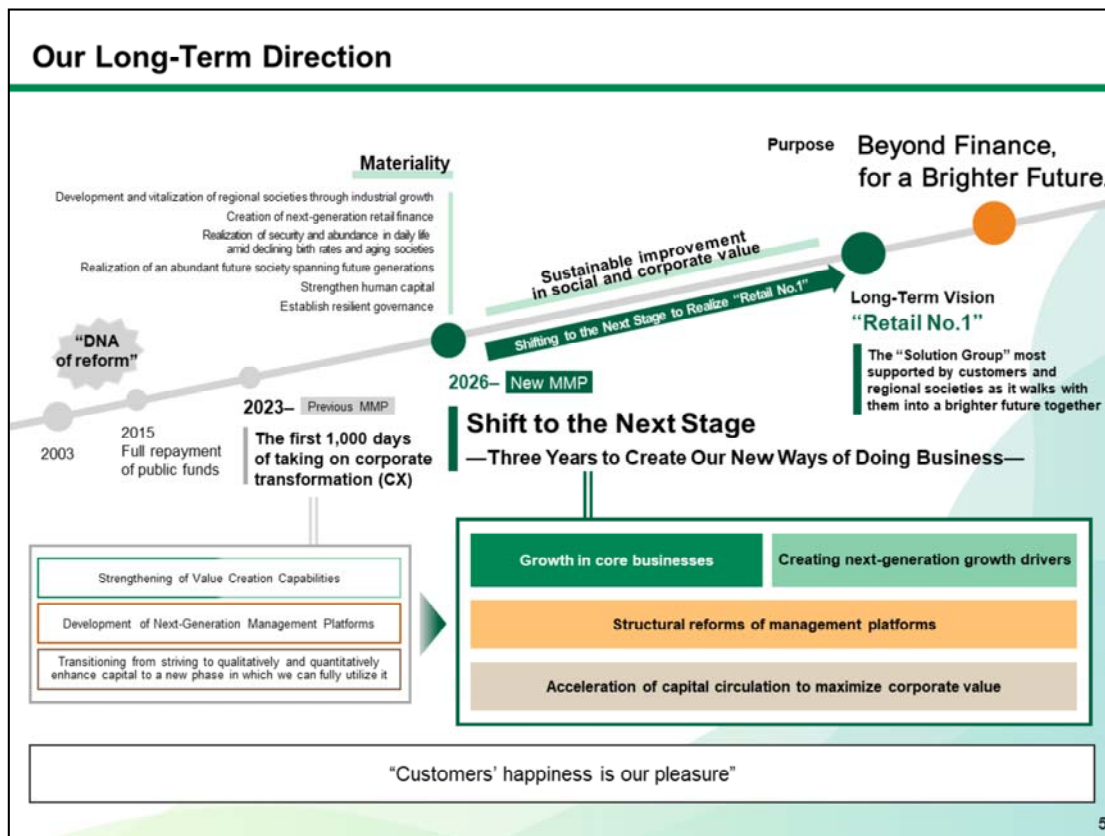 Our Long-Term Direction
Purpose
Beyond Finance,
for a Brighter Future.
Materiality
Development and vitalization of regional societies through industrial growth
Creation of next-generation retail finance
Realization of security and abundance in daily life
amid declining birth rates and aging societies
Realization of an abundant future society spanning future generations
Strengthen human capital
Establish resilient governance
Sustainable improvement
in social and corporate value
Shifting to the Next Stage to Realize “Retail No.1”
Long-Term Vision
“Retail No.1”
The “Solution Group” most
supported by customers and
regional societies as it walks with
them into a brighter future together
“DNA
of reform”
2003
2015
Full repayment
of public funds
2023– Previous MMP
The first 1,000 days
of taking on corporate
transformation (CX)
2026– New MMP
Shift to the Next Stage
—Three Years to Create Our New Ways of Doing Business—
Strengthening of Value Creation Capabilities
Development of Next-Generation Management Platforms
Transitioning from striving to qualitatively and quantitatively
enhance capital to a new phase in which we can fully utilize it
Growth in core businesses
Creating next-generation growth drivers
Structural reforms of management platforms
Acceleration of capital circulation to maximize corporate value
“Customers’ happiness is our pleasure”
5